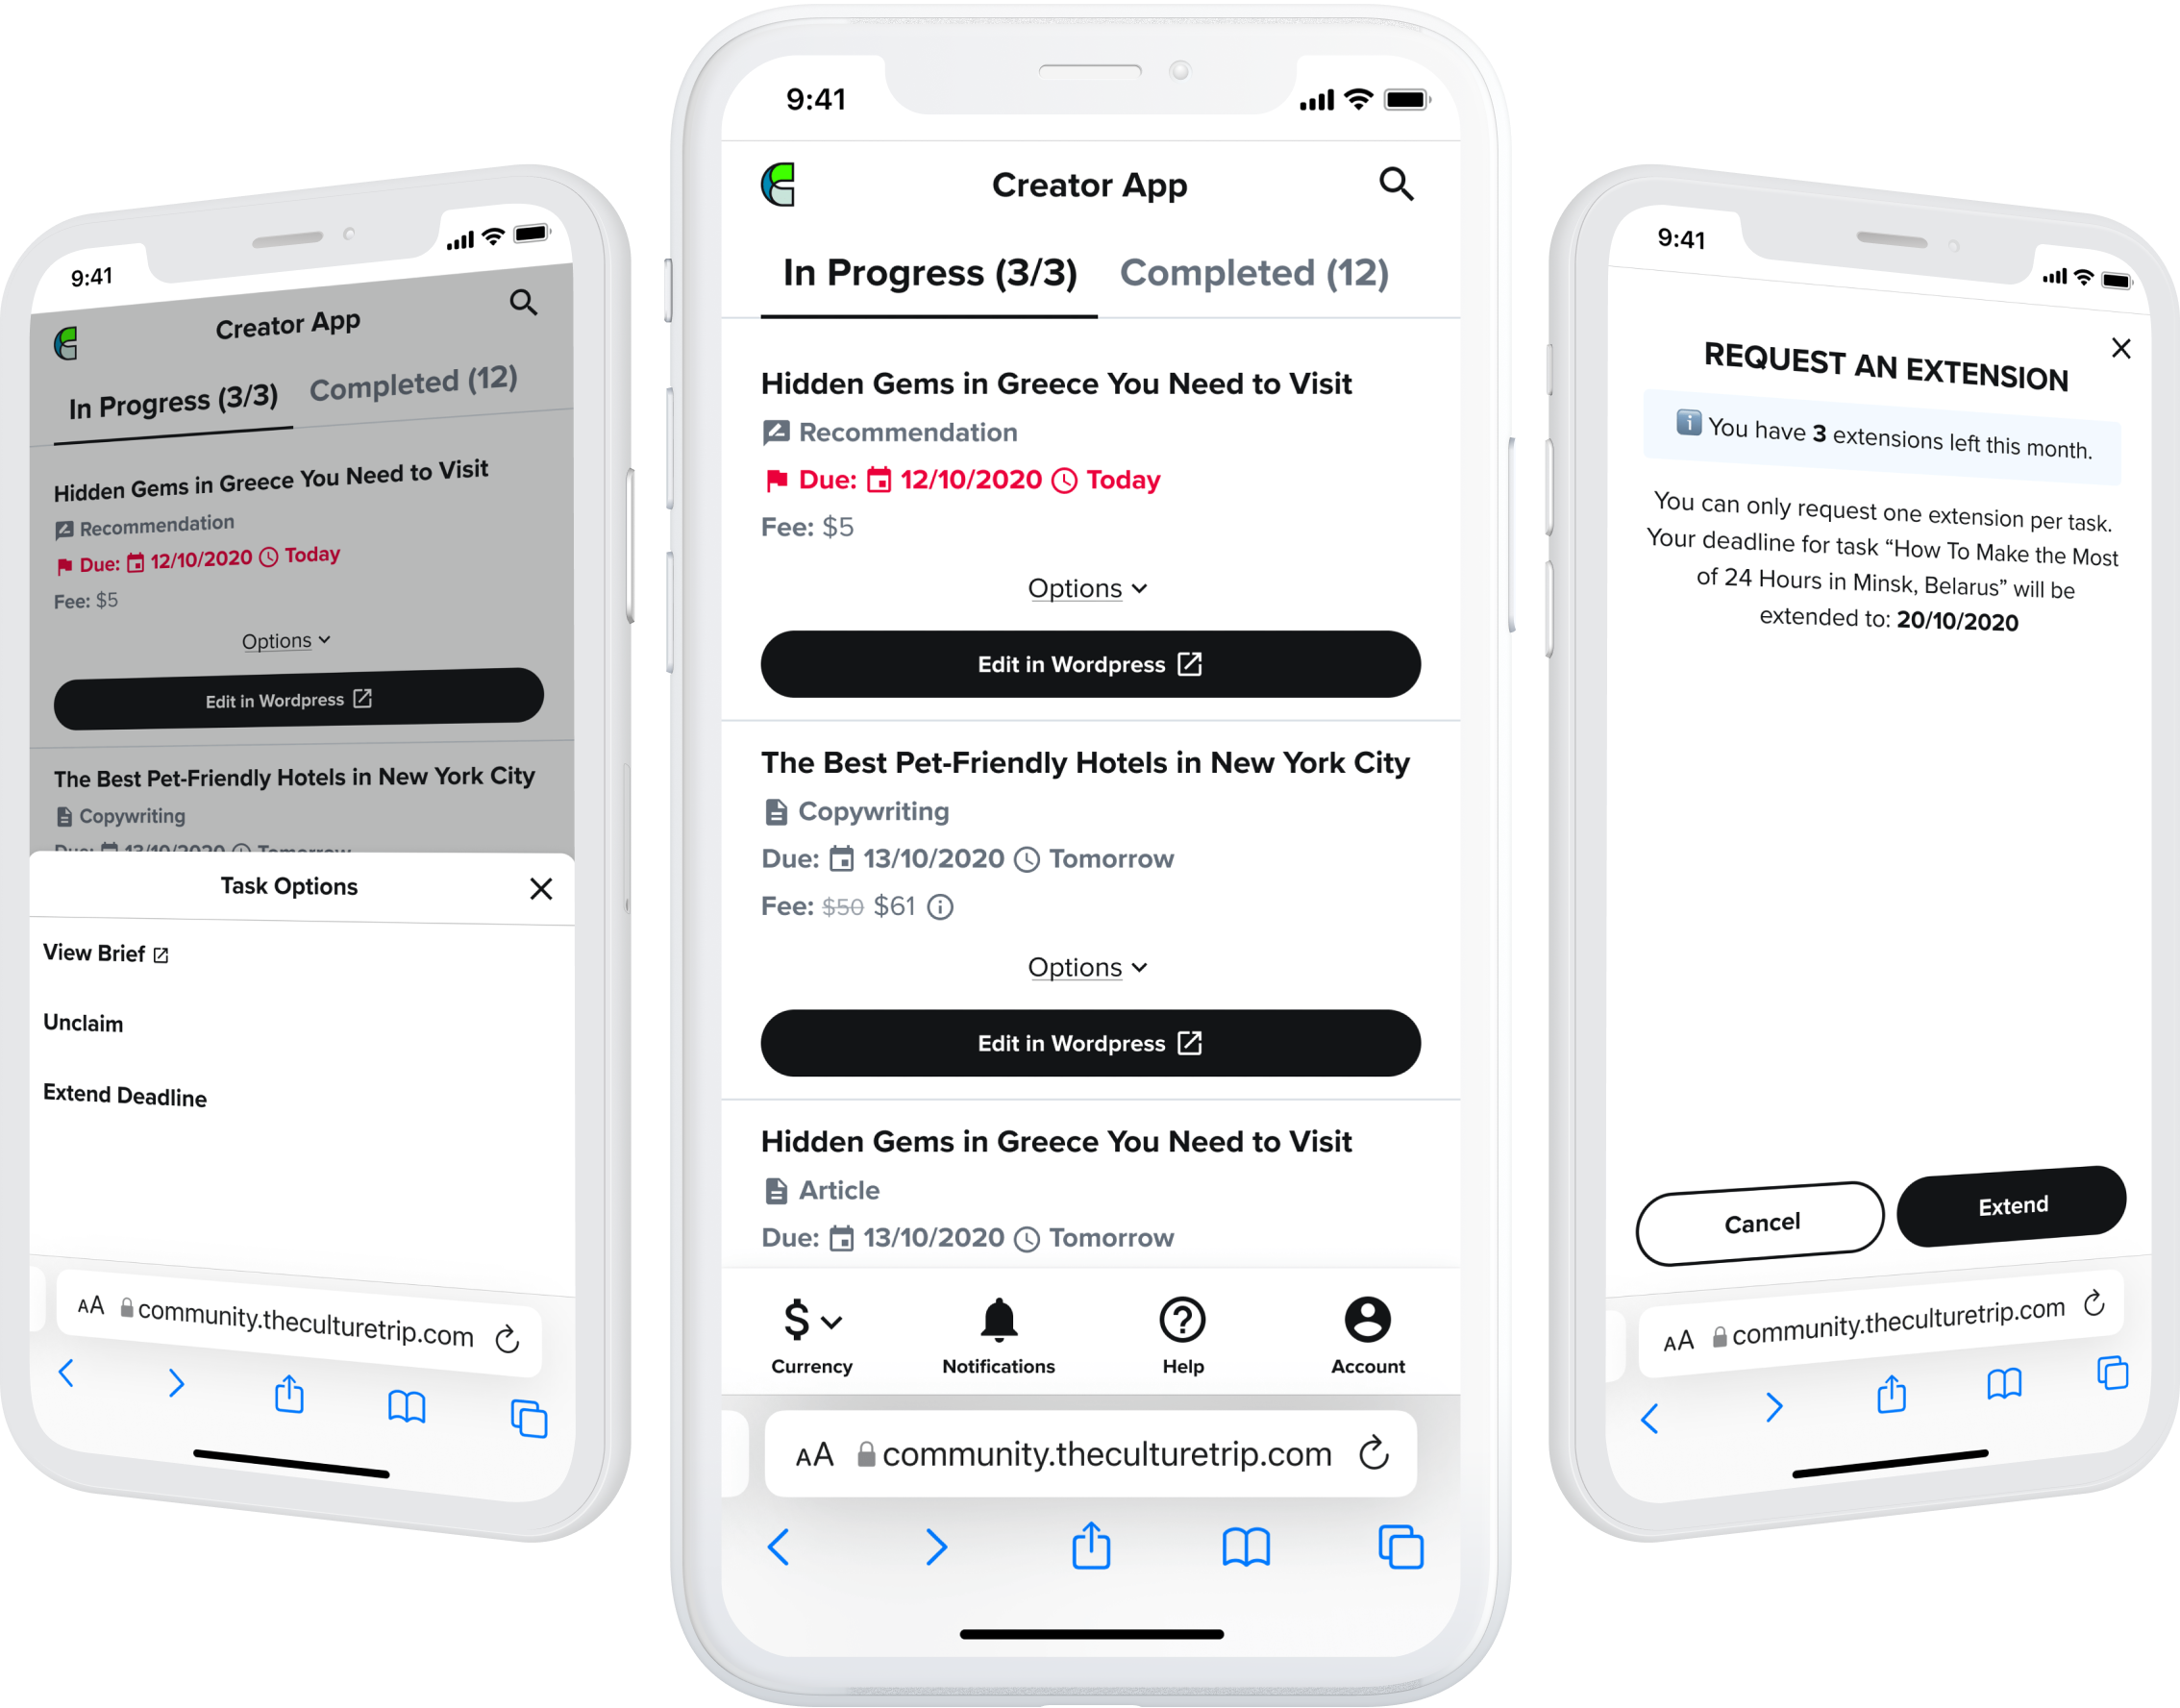 9:41
Creator App
In Progress (3/3) Completed (12)
Hidden Gems in Greece You Need to Visit
Recommendation
Due: 12/10/2020 Today
Fee: $5
Options
Edit in Wordpress
The Best Pet-Friendly Hotels in New York City
Copywriting
Due: 13/10/2020 Tomorrow
Task Options
View Brief
Unclaim
Extend Deadline
AA community.theculturetrip.com
9:41
Creator App
In Progress (3/3) Completed (12)
Hidden Gems in Greece You Need to Visit
Recommendation
Due: 12/10/2020 Today
Fee: $5
Options
Edit in Wordpress
The Best Pet-Friendly Hotels in New York City
Copywriting
Due: 13/10/2020 Tomorrow
Fee: $50 $61
Options
Edit in Wordpress
Hidden Gems in Greece You Need to Visit
Article
Due: 13/10/2020 Tomorrow
$
Currency Notifications Help Account
AA community.theculturetrip.com
9:41
REQUEST AN EXTENSION
You have 3 extensions left this month.
You can only request one extension per task.
Your deadline for task “How To Make the Most
of 24 Hours in Minsk, Belarus” will be
extended to: 20/10/2020
Cancel Extend
AA community.theculturetrip.com